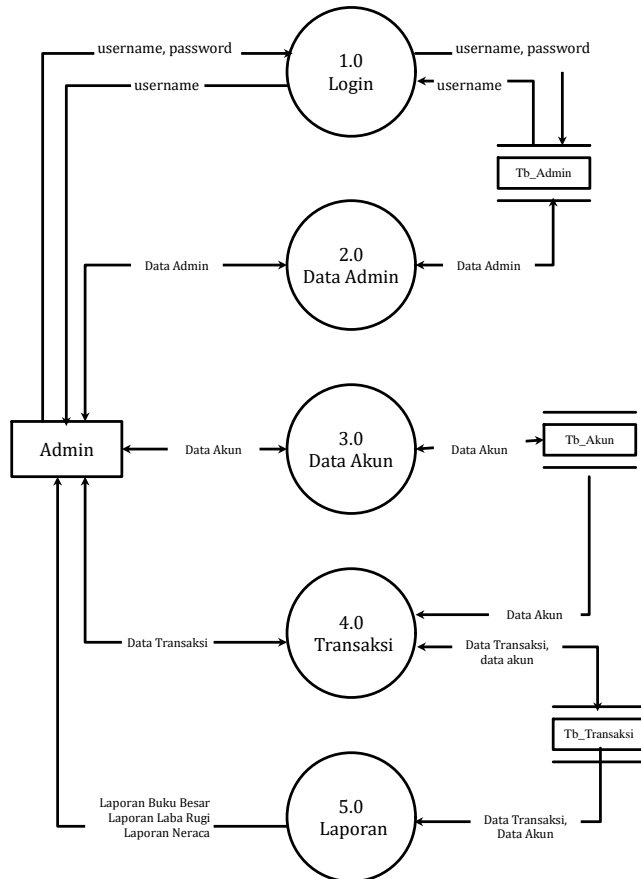 username, password
1.0
Login
username, password
username
username
Tb_Admin
2.0
Data Admin
Data Admin
Data Admin
Admin
Data Akun
3.0
Data Akun
Data Akun
Tb_Akun
Data Akun
4.0
Transaksi
Data Transaksi
Data Transaksi,
data akun
Tb_Transaksi
Laporan Buku Besar
Laporan Laba Rugi
Laporan Neraca
5.0
Laporan
Data Transaksi,
Data Akun